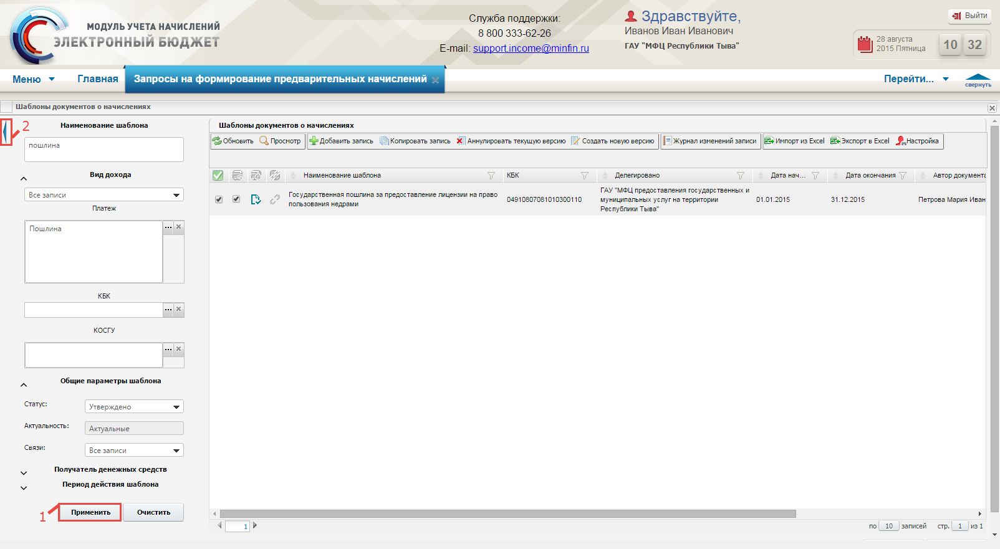 МОДУЛЬ УЧЕТА НАЧИСЛЕНИЙ
ЭЛЕКТРОННЫЙ БЮДЖЕТ
Служба поддержки:
8 800 333-62-26
E-mail: support.income@minfin.ru
Здравствуйте,
Иванов Иван Иванович
ГАУ "МФЦ Республики Тыва"
Выйти
28 августа
2015 Пятница
10 32
Меню
Главная
Запросы на формирование предварительных начислений
Перейти...
свернуть
Шаблоны документов о начислениях
2
Наименование шаблона
пошлина
Вид дохода
Все записи
Платеж
Пошлина
КБК
КОСГУ
Общие параметры шаблона
Статус:
Утверждено
Актуальность:
Актуальные
Связи:
Все записи
Получатель денежных средств
Период действия шаблона
1
Применить
Очистить
Шаблоны документов о начислениях
Обновить
Просмотр
Добавить запись
Копировать запись
Аннулировать текущую версию
Создать новую версию
Журнал изменений записи
Импорт из Excel
Экспорт в Excel
Настройка
Наименование шаблона
КБК
Делегировано
Дата нач...
Дата окончания
Автор документа
Государственная пошлина за предоставление лицензии на право
пользования недрами
04910807081010300110
ГАУ "МФЦ предоставления государственных и
муниципальных услуг на территории
Республики Тыва"
01.01.2015
31.12.2015
Петрова Мария Иван
1
по 10 записей
стр. 1 из 1